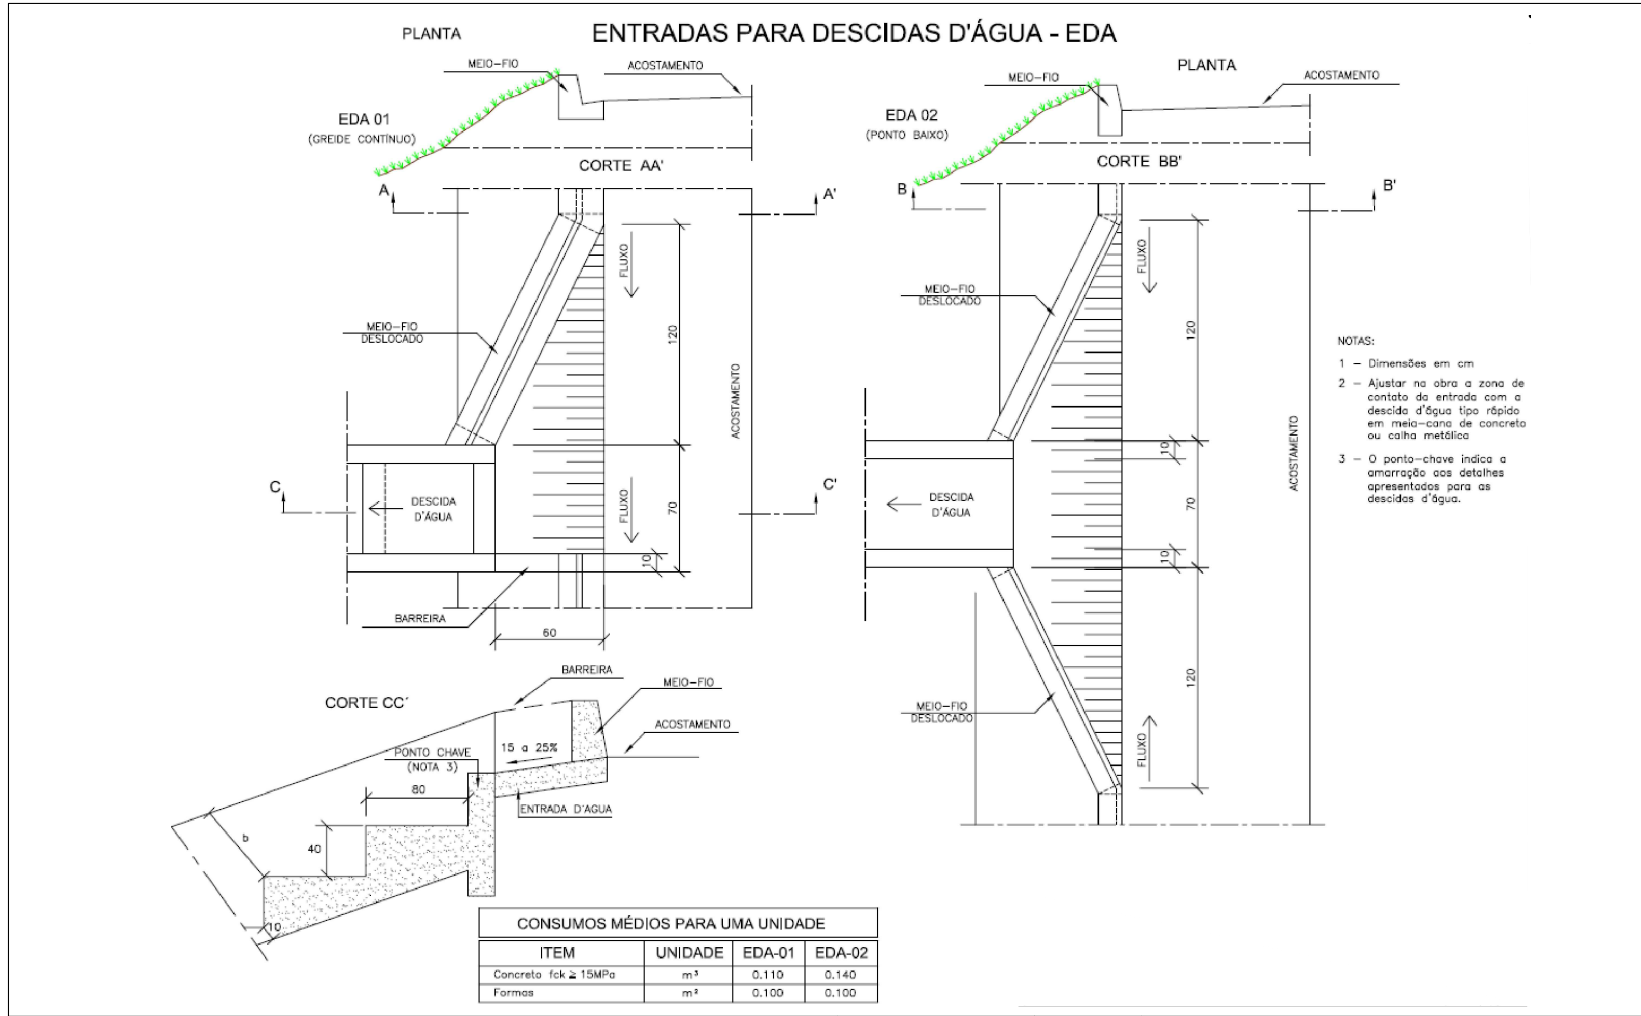 ENTRADAS PARA DESCIDAS D'ÁGUA - EDA
PLANTA
MEIO-FIO
ACOSTAMENTO
EDA 01
(GREIDE CONTÍNUO)
CORTE AA'
A
A'
FLUXO
120
MEIO-FIO
DESLOCADO
ACOSTAMENTO
C
C'
DESCIDA
D'ÁGUA
FLUXO
70
10
BARREIRA
60
PLANTA
MEIO-FIO
ACOSTAMENTO
EDA 02
(PONTO BAIXO)
CORTE BB'
B
B'
FLUXO
MEIO-FIO
DESLOCADO
120
10
DESCIDA
D'ÁGUA
70
10
ACOSTAMENTO
120
MEIO-FIO
DESLOCADO
FLUXO
NOTAS:
1 - Dimensões em cm
2 - Ajustar na obra a zona de
contato da entrada com a
descida d'água tipo rápido
em meia-cana de concreto
ou calha metálica
3 - O ponto-chave indica a
amarração aos detalhes
apresentados para as
descidas d'água.
CORTE CC´
BARREIRA
MEIO-FIO
ACOSTAMENTO
15 a 25%
PONTO CHAVE
(NOTA 3)
80
ENTRADA D'AGUA
b
40
10
CONSUMOS MÉDIOS PARA UMA UNIDADE
ITEM UNIDADE EDA-01 EDA-02
Concreto fck ≥ 15MPa m³ 0.110 0.140
Formas m² 0.100 0.100